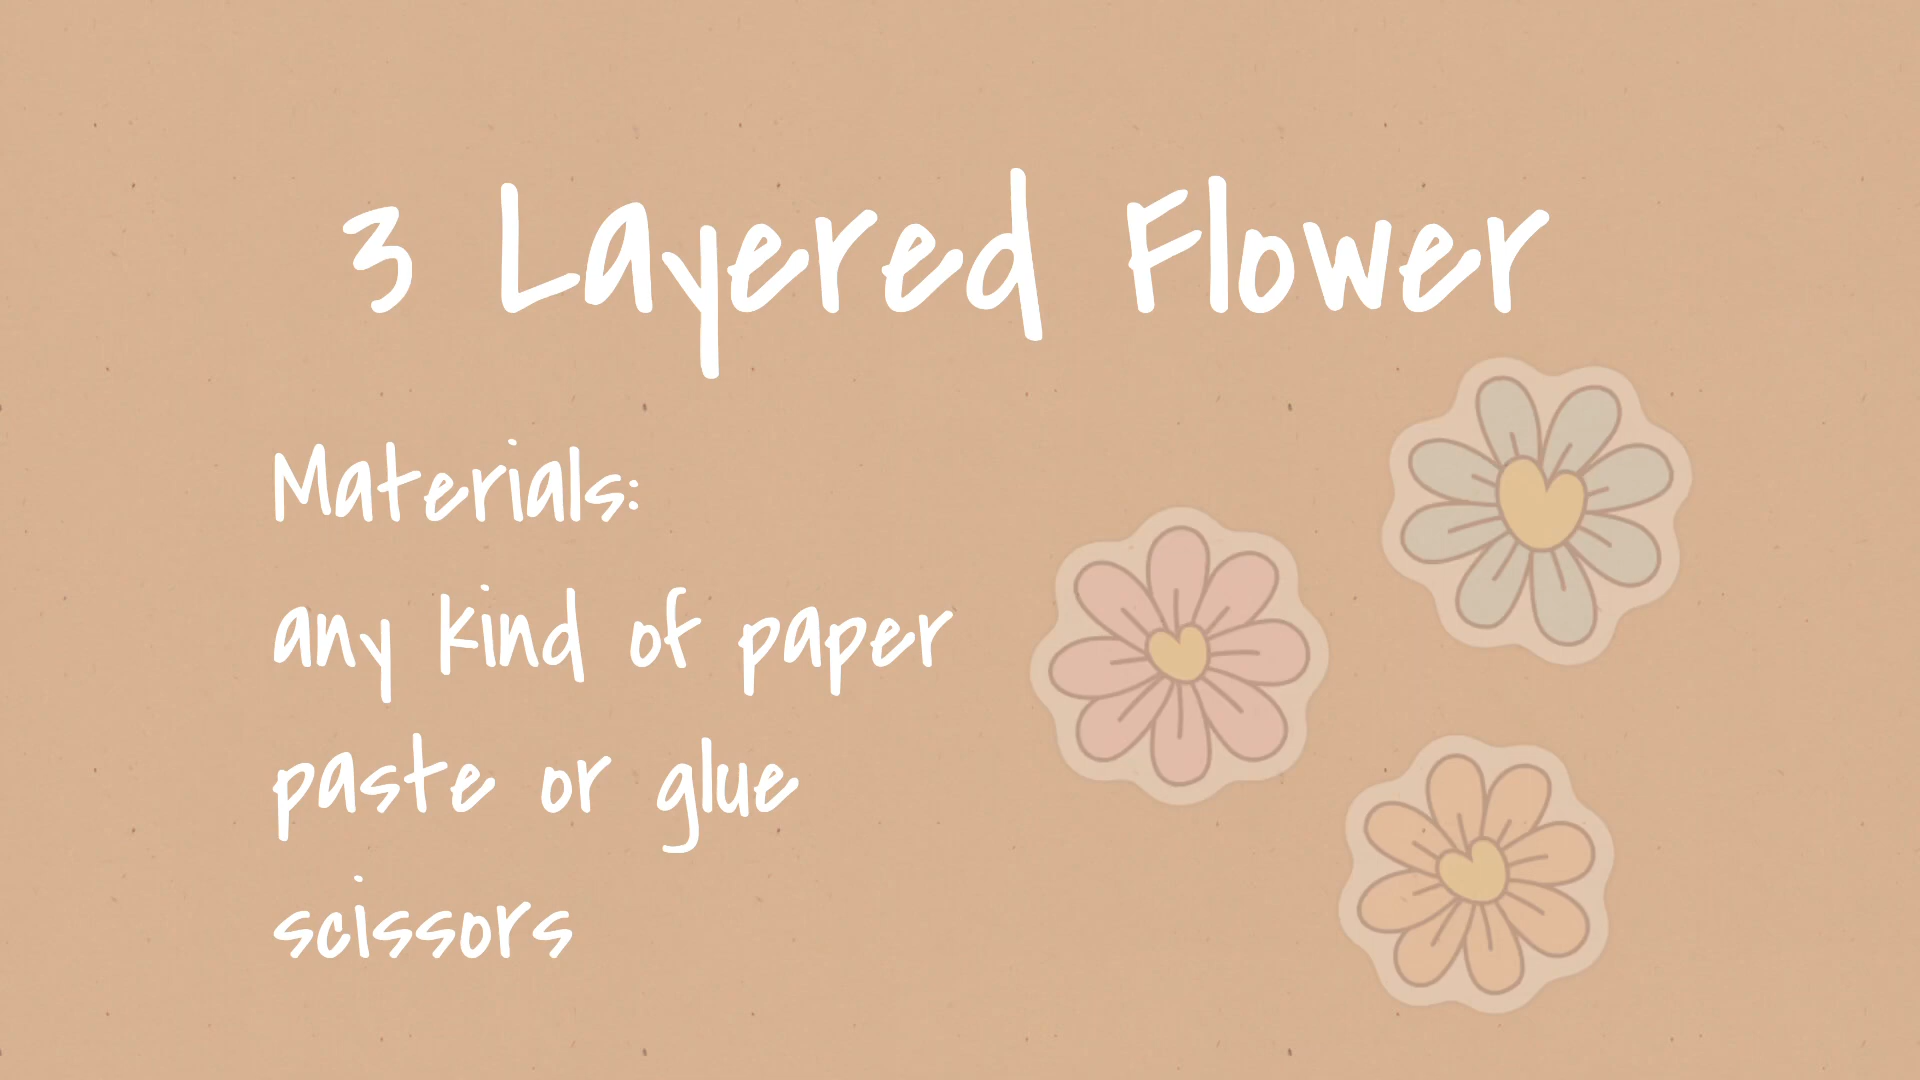 3 Layered Flower
Materials:
any kind of paper
paste or glue
scissors